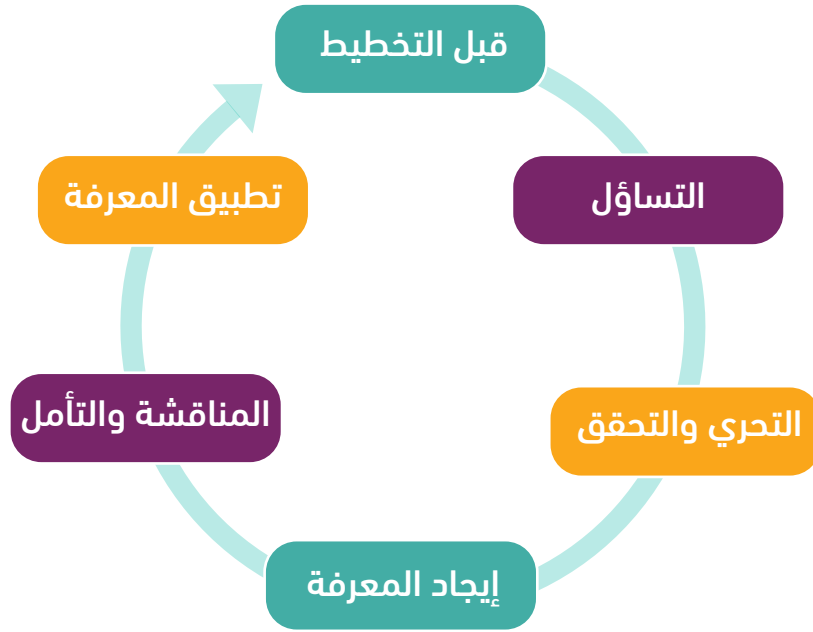 قبل التخطيط
التساؤل
التحري والتحقق
إيجاد المعرفة
المناقشة والتأمل
تطبيق المعرفة